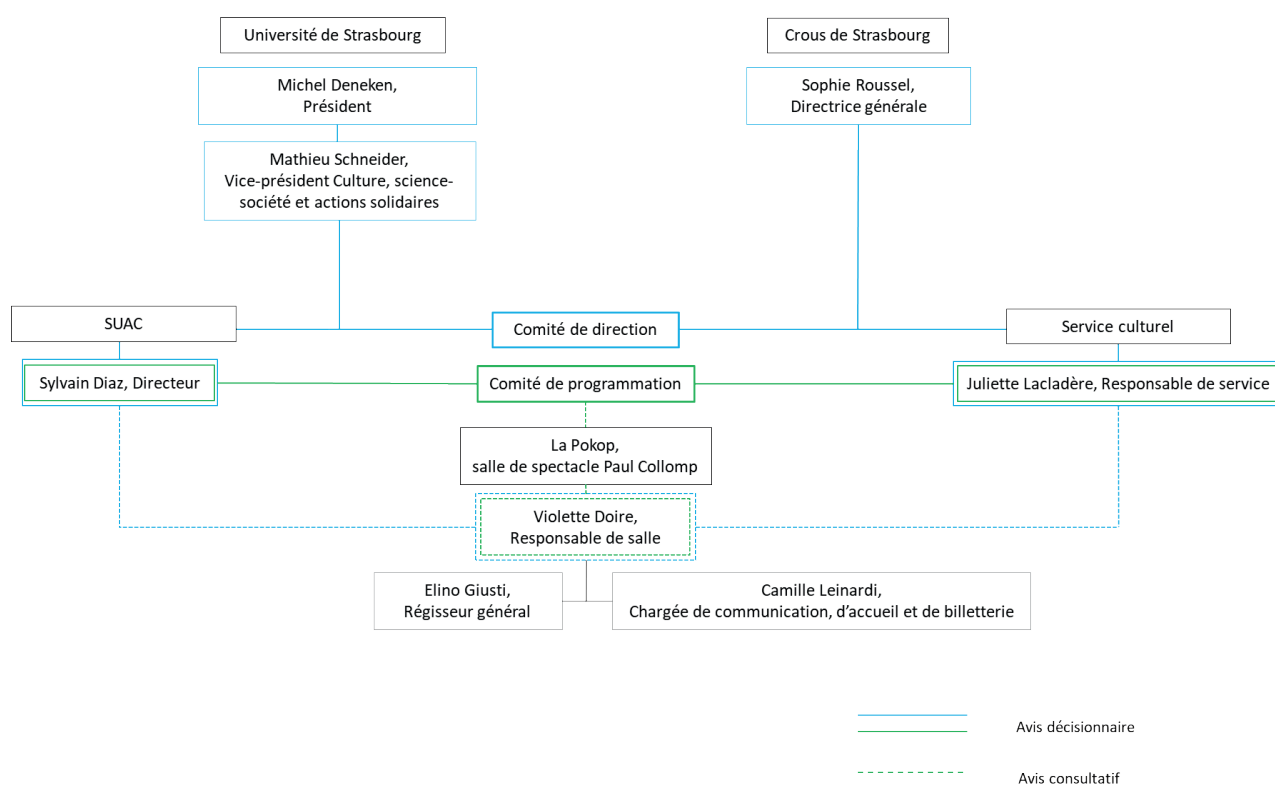 Université de Strasbourg
Crous de Strasbourg
Michel Deneken,
Président
Sophie Roussel,
Directrice générale
Mathieu Schneider,
Vice-président Culture, science-
société et actions solidaires
SUAC
Comité de direction
Service culturel
Sylvain Diaz, Directeur
Comité de programmation
Juliette Lacladère, Responsable de service
La Pokop,
salle de spectacle Paul Collomp
Violette Doire,
Responsable de salle
Elino Giusti,
Régisseur général
Camille Leinardi,
Chargée de communication, d'accueil et de billetterie
Avis décisionnaire
Avis consultatif